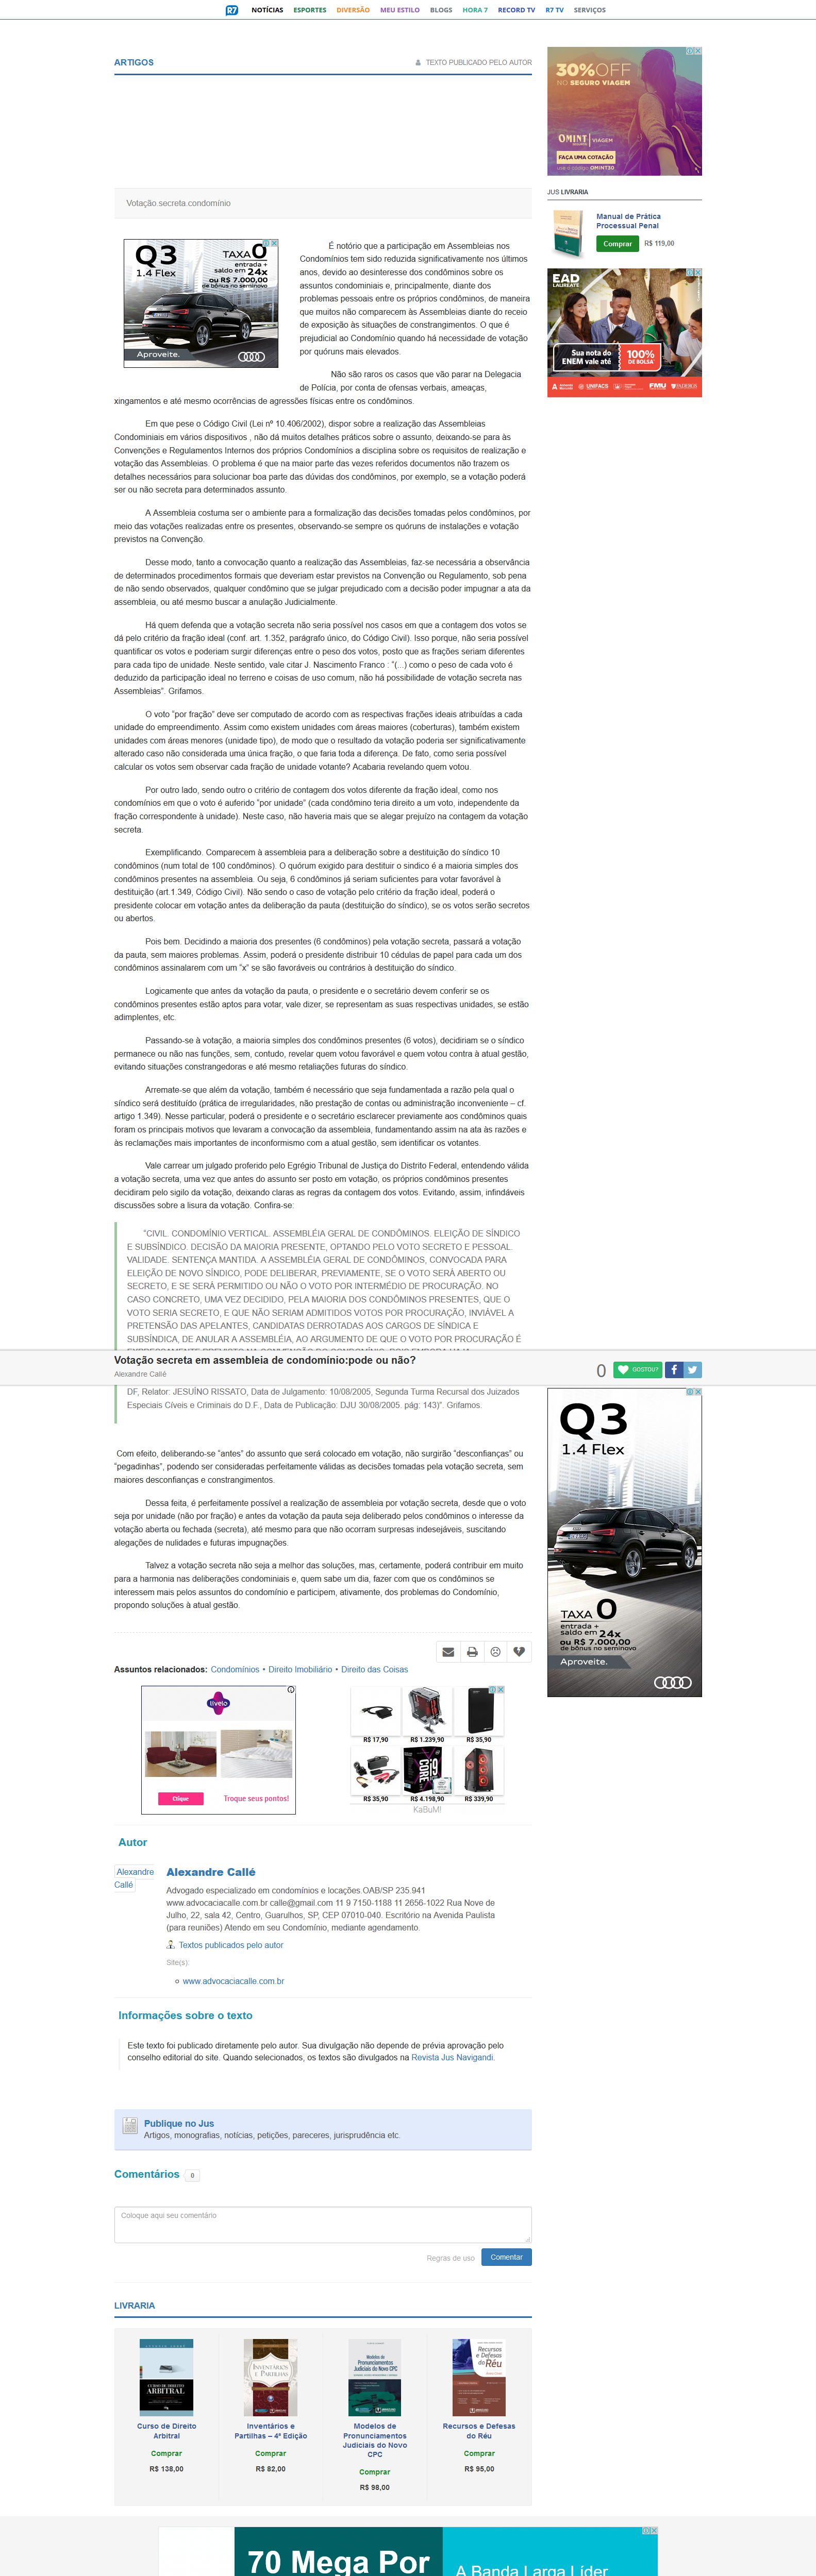 R7 NOTÍCIAS ESPORTES DIVERSÃO MEU ESTILO BLOGS HORA 7 RECORD TV R7 TV SERVIÇOS
ARTIGOS
TEXTO PUBLICADO PELO AUTOR
30%OFF
NO SEGURO VIAGEM
OMINT VIAGEM
FAÇA UMA COTAÇÃO
OMINT30
JUS LIVRARIA
Manual de Prática
Processual Penal
Comprar R$ 119,00
EAD
LAUREATE
Sua nota do
ENEM vale até
100%
DE BOLSA*
UNIFACS
FMU
Votação.secreta.condomínio
Q3
1.4 Flex
TAXA 0
entrada +
saldo em 24x
ou R$ 7.000,00
de bônus no seminovo
Aproveite.
É notório que a participação em Assembleias nos
Condomínios tem sido reduzida significativamente nos últimos
anos, devido ao desinteresse dos condôminos sobre os
assuntos condominiais e, principalmente, diante dos
problemas pessoais entre os próprios condôminos, de maneira
que muitos não comparecem às Assembleias diante do receio
de exposição às situações de constrangimentos. O que é
prejudicial ao Condomínio quando há necessidade de votação
por quóruns mais elevados.
Não são raros os casos que vão parar na Delegacia
de Polícia, por conta de ofensas verbais, ameaças,
xingamentos e até mesmo ocorrências de agressões físicas entre os condôminos.
Em que pese o Código Civil (Lei nº 10.406/2002), dispor sobre a realização das Assembleias
Condominiais em vários dispositivos , não dá muitos detalhes práticos sobre o assunto, deixando-se para às
Convenções e Regulamentos Internos dos próprios Condomínios a disciplina sobre os requisitos de realização e
votação das Assembleias. O problema é que na maior parte das vezes referidos documentos não trazem os
detalhes necessários para solucionar boa parte das dúvidas dos condôminos, por exemplo, se a votação poderá
ser ou não secreta para determinados assunto.
A Assembleia costuma ser o ambiente para a formalização das decisões tomadas pelos condôminos, por
meio das votações realizadas entre os presentes, observando-se sempre os quóruns de instalações e votação
previstos na Convenção.
Desse modo, tanto a convocação quanto a realização das Assembleias, faz-se necessária a observância
de determinados procedimentos formais que deveriam estar previstos na Convenção ou Regulamento, sob pena
de não sendo observados, qualquer condômino que se julgar prejudicado com a decisão poder impugnar a ata da
assembleia, ou até mesmo buscar a anulação Judicialmente.
Há quem defenda que a votação secreta não seria possível nos casos em que a contagem dos votos se
dá pelo critério da fração ideal (conf. art. 1.352, parágrafo único, do Código Civil). Isso porque, não seria possível
quantificar os votos e poderiam surgir diferenças entre o peso dos votos, posto que as frações seriam diferentes
para cada tipo de unidade. Neste sentido, vale citar J. Nascimento Franco : "(...) como o peso de cada voto é
deduzido da participação ideal no terreno e coisas de uso comum, não há possibilidade de votação secreta nas
Assembleias". Grifamos.
O voto "por fração" deve ser computado de acordo com as respectivas frações ideais atribuídas a cada
unidade do empreendimento. Assim como existem unidades com áreas maiores (coberturas), também existem
unidades com áreas menores (unidade tipo), de modo que o resultado da votação poderia ser significativamente
alterado caso não considerada uma única fração, o que faria toda a diferença. De fato, como seria possível
calcular os votos sem observar cada fração de unidade votante? Acabaria revelando quem votou.
Por outro lado, sendo outro o critério de contagem dos votos diferente da fração ideal, como nos
condomínios em que o voto é auferido "por unidade" (cada condômino teria direito a um voto, independente da
fração correspondente à unidade). Neste caso, não haveria mais que se alegar prejuízo na contagem da votação
secreta.
Exemplificando. Comparecem à assembleia para a deliberação sobre a destituição do síndico 10
condôminos (num total de 100 condôminos). O quórum exigido para destituir o sindico é a maioria simples dos
condôminos presentes na assembleia. Ou seja, 6 condôminos já seriam suficientes para votar favorável à
destituição (art.1.349, Código Civil). Não sendo o caso de votação pelo critério da fração ideal, poderá o
presidente colocar em votação antes da deliberação da pauta (destituição do síndico), se os votos serão secretos
ou abertos.
Pois bem. Decidindo a maioria dos presentes (6 condôminos) pela votação secreta, passará a votação
da pauta, sem maiores problemas. Assim, poderá o presidente distribuir 10 cédulas de papel para cada um dos
condôminos assinalarem com um "x" se são favoráveis ou contrários à destituição do síndico.
Logicamente que antes da votação da pauta, o presidente e o secretário devem conferir se os
condôminos presentes estão aptos para votar, vale dizer, se representam as suas respectivas unidades, se estão
adimplentes, etc.
Passando-se à votação, a maioria simples dos condôminos presentes (6 votos), decidiriam se o síndico
permanece ou não nas funções, sem, contudo, revelar quem votou favorável e quem votou contra à atual gestão,
evitando situações constrangedoras e até mesmo retaliações futuras do síndico.
Arremate-se que além da votação, também é necessário que seja fundamentada a razão pela qual o
síndico será destituído (prática de irregularidades, não prestação de contas ou administração inconveniente – cf.
artigo 1.349). Nesse particular, poderá o presidente e o secretário esclarecer previamente aos condôminos quais
foram os principais motivos que levaram a convocação da assembleia, fundamentando assim na ata às razões e
às reclamações mais importantes de inconformismo com a atual gestão, sem identificar os votantes.
Vale carrear um julgado proferido pelo Egrégio Tribunal de Justiça do Distrito Federal, entendendo válida
a votação secreta, uma vez que antes do assunto ser posto em votação, os próprios condôminos presentes
decidiram pelo sigilo da votação, deixando claras as regras da contagem dos votos. Evitando, assim, infindáveis
discussões sobre a lisura da votação. Confira-se:
"CIVIL. CONDOMÍNIO VERTICAL. ASSEMBLÉIA GERAL DE CONDÔMINOS. ELEIÇÃO DE SÍNDICO
E SUBSÍNDICO. DECISÃO DA MAIORIA PRESENTE, OPTANDO PELO VOTO SECRETO E PESSOAL.
VALIDADE. SENTENÇA MANTIDA. A ASSEMBLÉIA GERAL DE CONDÔMINOS, CONVOCADA PARA
ELEIÇÃO DE NOVO SÍNDICO, PODE DELIBERAR, PREVIAMENTE, SE O VOTO SERÁ ABERTO OU
SECRETO, E SE SERÁ PERMITIDO OU NÃO O VOTO POR INTERMÉDIO DE PROCURAÇÃO. NO
CASO CONCRETO, UMA VEZ DECIDIDO, PELA MAIORIA DOS CONDÔMINOS PRESENTES, QUE O
VOTO SERIA SECRETO, E QUE NÃO SERIAM ADMITIDOS VOTOS POR PROCURAÇÃO, INVIÁVEL A
PRETENSÃO DAS APELANTES, CANDIDATAS DERROTADAS AOS CARGOS DE SÍNDICA E
SUBSÍNDICA, DE ANULAR A ASSEMBLÉIA, AO ARGUMENTO DE QUE O VOTO POR PROCURAÇÃO É
Votação secreta em assembleia de condomínio:pode ou não?
Alexandre Callé
0 GOSTOU?
DF, Relator: JESUÍNO RISSATO, Data de Julgamento: 10/08/2005, Segunda Turma Recursal dos Juizados
Especiais Cíveis e Criminais do D.F., Data de Publicação: DJU 30/08/2005. pág: 143)". Grifamos.
Q3
1.4 Flex
TAXA 0
entrada +
saldo em 24x
ou R$ 7.000,00
de bônus no seminovo
Aproveite.
Com efeito, deliberando-se "antes" do assunto que será colocado em votação, não surgirão "desconfianças" ou
"pegadinhas", podendo ser consideradas perfeitamente válidas as decisões tomadas pela votação secreta, sem
maiores desconfianças e constrangimentos.
Dessa feita, é perfeitamente possível a realização de assembleia por votação secreta, desde que o voto
seja por unidade (não por fração) e antes da votação da pauta seja deliberado pelos condôminos o interesse da
votação aberta ou fechada (secreta), até mesmo para que não ocorram surpresas indesejáveis, suscitando
alegações de nulidades e futuras impugnações.
Talvez a votação secreta não seja a melhor das soluções, mas, certamente, poderá contribuir em muito
para a harmonia nas deliberações condominiais e, quem sabe um dia, fazer com que os condôminos se
interessem mais pelos assuntos do condomínio e participem, ativamente, dos problemas do Condomínio,
propondo soluções à atual gestão.
Assuntos relacionados: Condomínios • Direito Imobiliário • Direito das Coisas
livelo
Clique
Troque seus pontos!
R$ 17,90 R$ 1.239,90 R$ 35,90
CORE i9
R$ 35,90 R$ 4.198,90 R$ 339,90
KaBuM!
Autor
Alexandre
Callé
Alexandre Callé
Advogado especializado em condomínios e locações.OAB/SP 235.941
www.advocaciacalle.com.br calle@gmail.com 11 9 7150-1188 11 2656-1022 Rua Nove de
Julho, 22, sala 42, Centro, Guarulhos, SP, CEP 07010-040. Escritório na Avenida Paulista
(para reuniões) Atendo em seu Condomínio, mediante agendamento.
Textos publicados pelo autor
Site(s):
www.advocaciacalle.com.br
Informações sobre o texto
Este texto foi publicado diretamente pelo autor. Sua divulgação não depende de prévia aprovação pelo
conselho editorial do site. Quando selecionados, os textos são divulgados na Revista Jus Navigandi.
Publique no Jus
Artigos, monografias, notícias, petições, pareceres, jurisprudência etc.
Comentários 0
Coloque aqui seu comentário
Regras de uso Comentar
LIVRARIA
CURSO DE DIREITO
ARBITRAL
INVENTÁRIOS
E PARTILHAS
Modelos de
Pronunciamentos
Judiciais do Novo CPC
Recursos
e Defesas
do Réu
Curso de Direito
Arbitral
Comprar
R$ 138,00
Inventários e
Partilhas – 4ª Edição
Comprar
R$ 82,00
Modelos de
Pronunciamentos
Judiciais do Novo
CPC
Comprar
R$ 98,00
Recursos e Defesas
do Réu
Comprar
R$ 95,00
70 Mega Por
A Banda Larga Líder